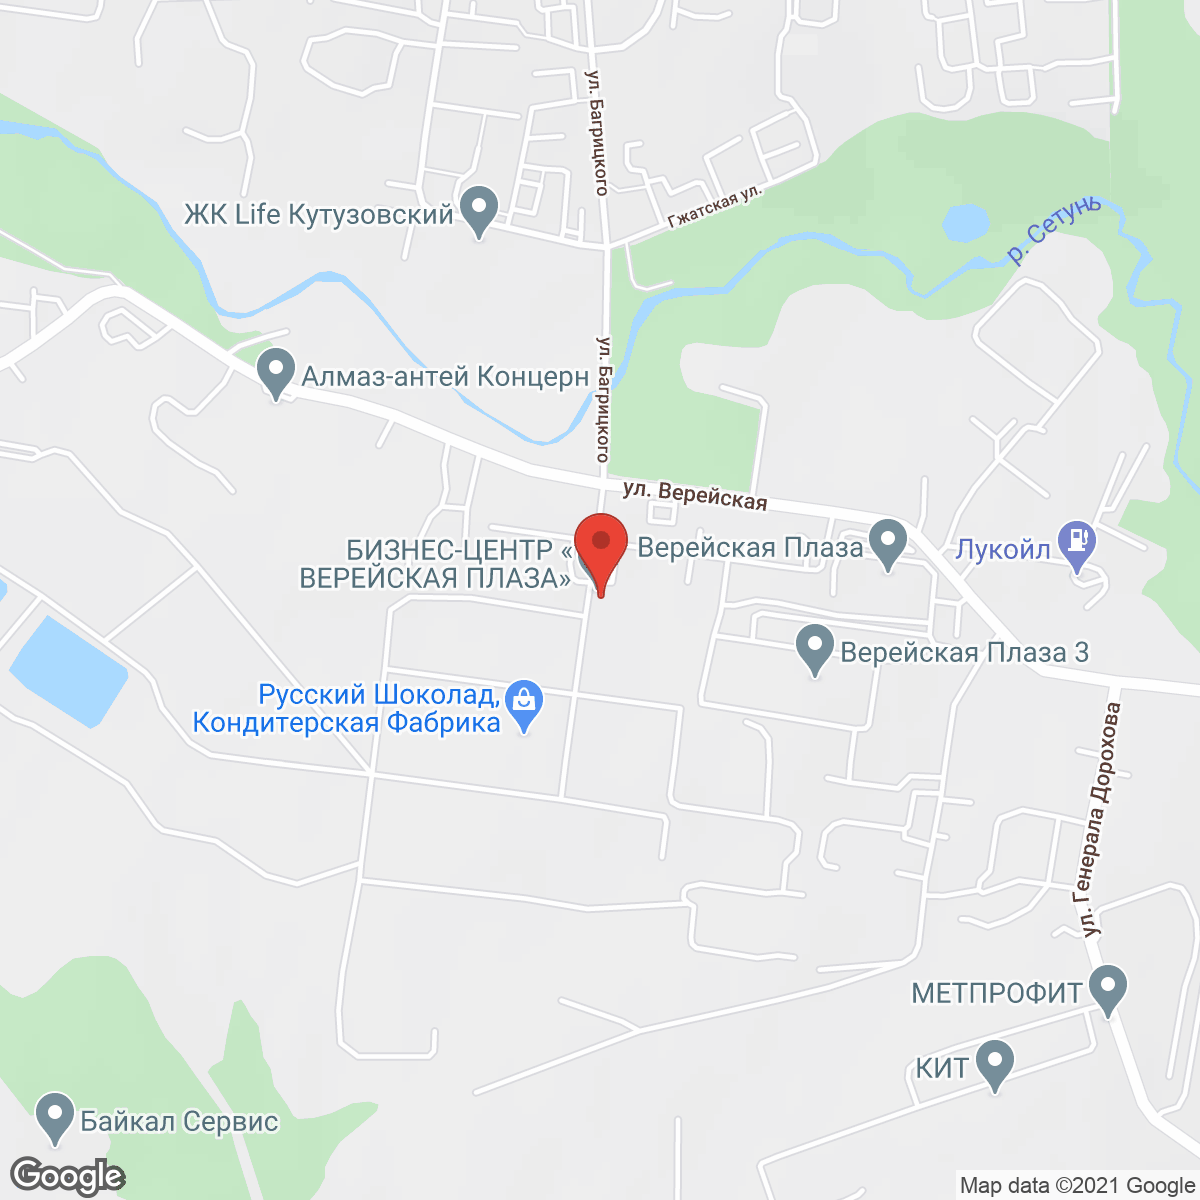 ул. Багрицкого
Гжатская ул.
р. Сетунь
ЖК Life Кутузовский
ул. Багрицкого
Алмаз-антей Концерн
ул. Верейская
БИЗНЕС-ЦЕНТР «
ВЕРЕЙСКАЯ ПЛАЗА»
Верейская Плаза
Лукойл
Верейская Плаза 3
Русский Шоколад,
Кондитерская Фабрика
ул. Генерала Дорохова
МЕТПРОФИТ
КИТ
Байкал Сервис
Google
Map data ©2021 Google